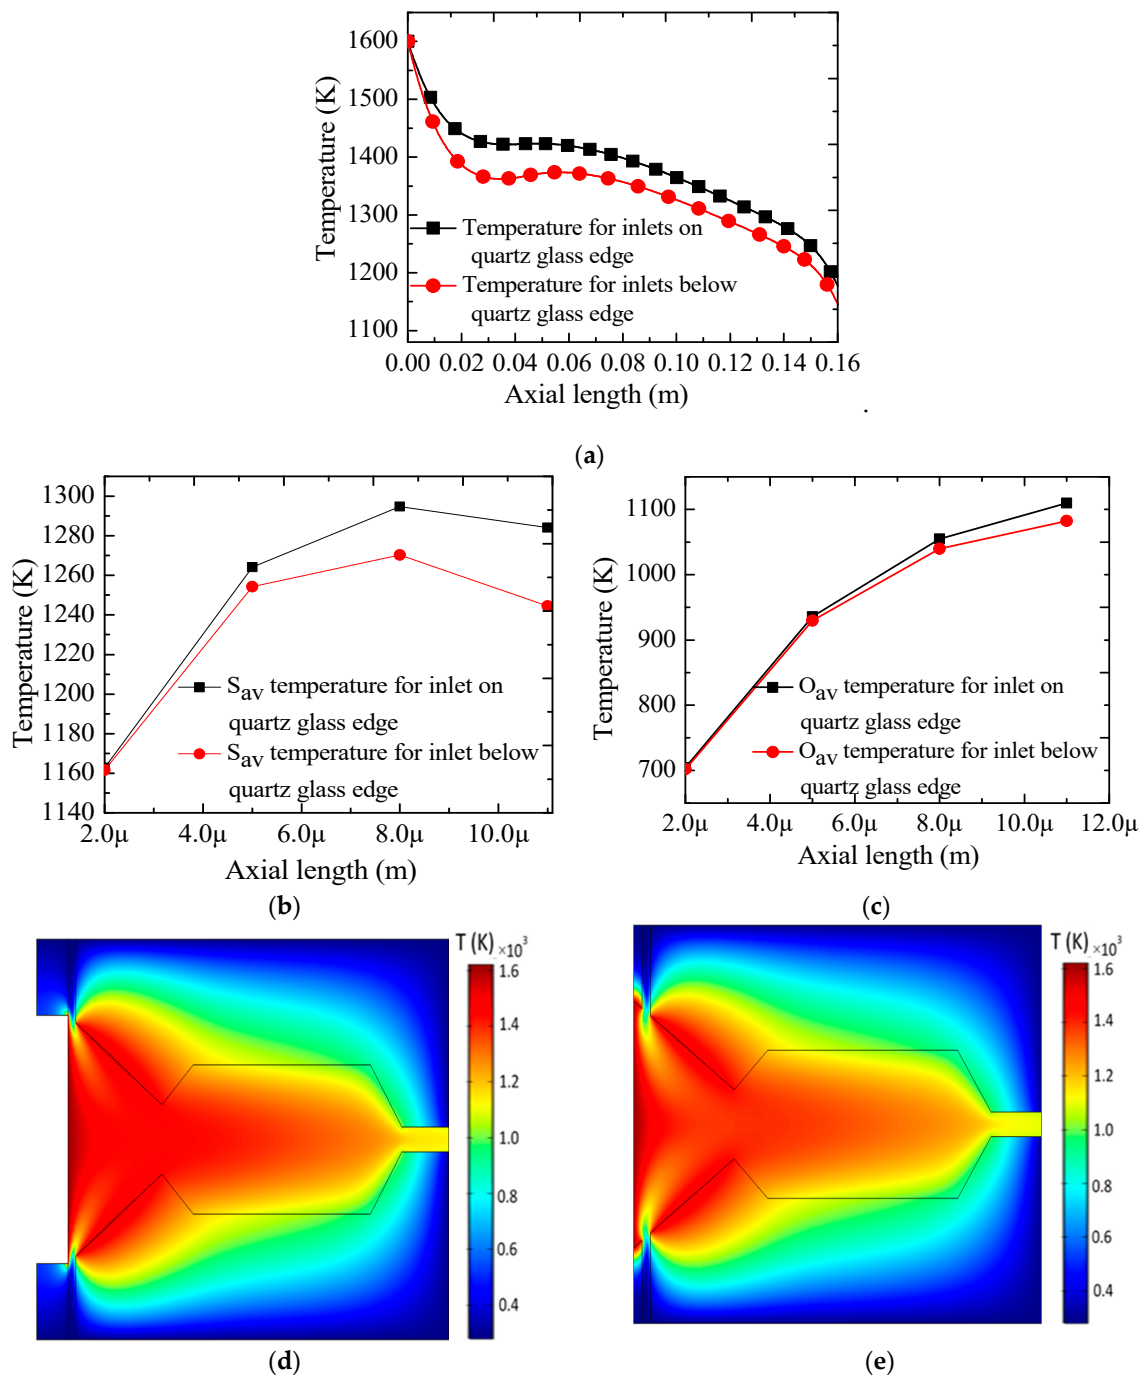 1600
1500
1400
1300
1200
1100
Temperature (K)
Temperature for inlets on
quartz glass edge
Temperature for inlets below
quartz glass edge
0.00 0.02 0.04 0.06 0.08 0.10 0.12 0.14 0.16
Axial length (m)
.
(a)
1300
1280
1260
1240
1220
1200
1180
1160
1140
Temperature (K)
Sav temperature for inlet on
quartz glass edge
Sav temperature for inlet below
quartz glass edge
2.0μ 4.0μ 6.0μ 8.0μ 10.0μ
Axial length (m)
(b)
1100
1000
900
800
700
Temperature (K)
Oav temperature for inlet on
quartz glass edge
Oav temperature for inlet below
quartz glass edge
2.0μ 4.0μ 6.0μ 8.0μ 10.0μ 12.0μ
Axial length (m)
(c)
T (K) ×10³
1.6
1.4
1.2
1.0
0.8
0.6
0.4
(d)
T (K) ×10³
1.6
1.4
1.2
1.0
0.8
0.6
0.4
(e)